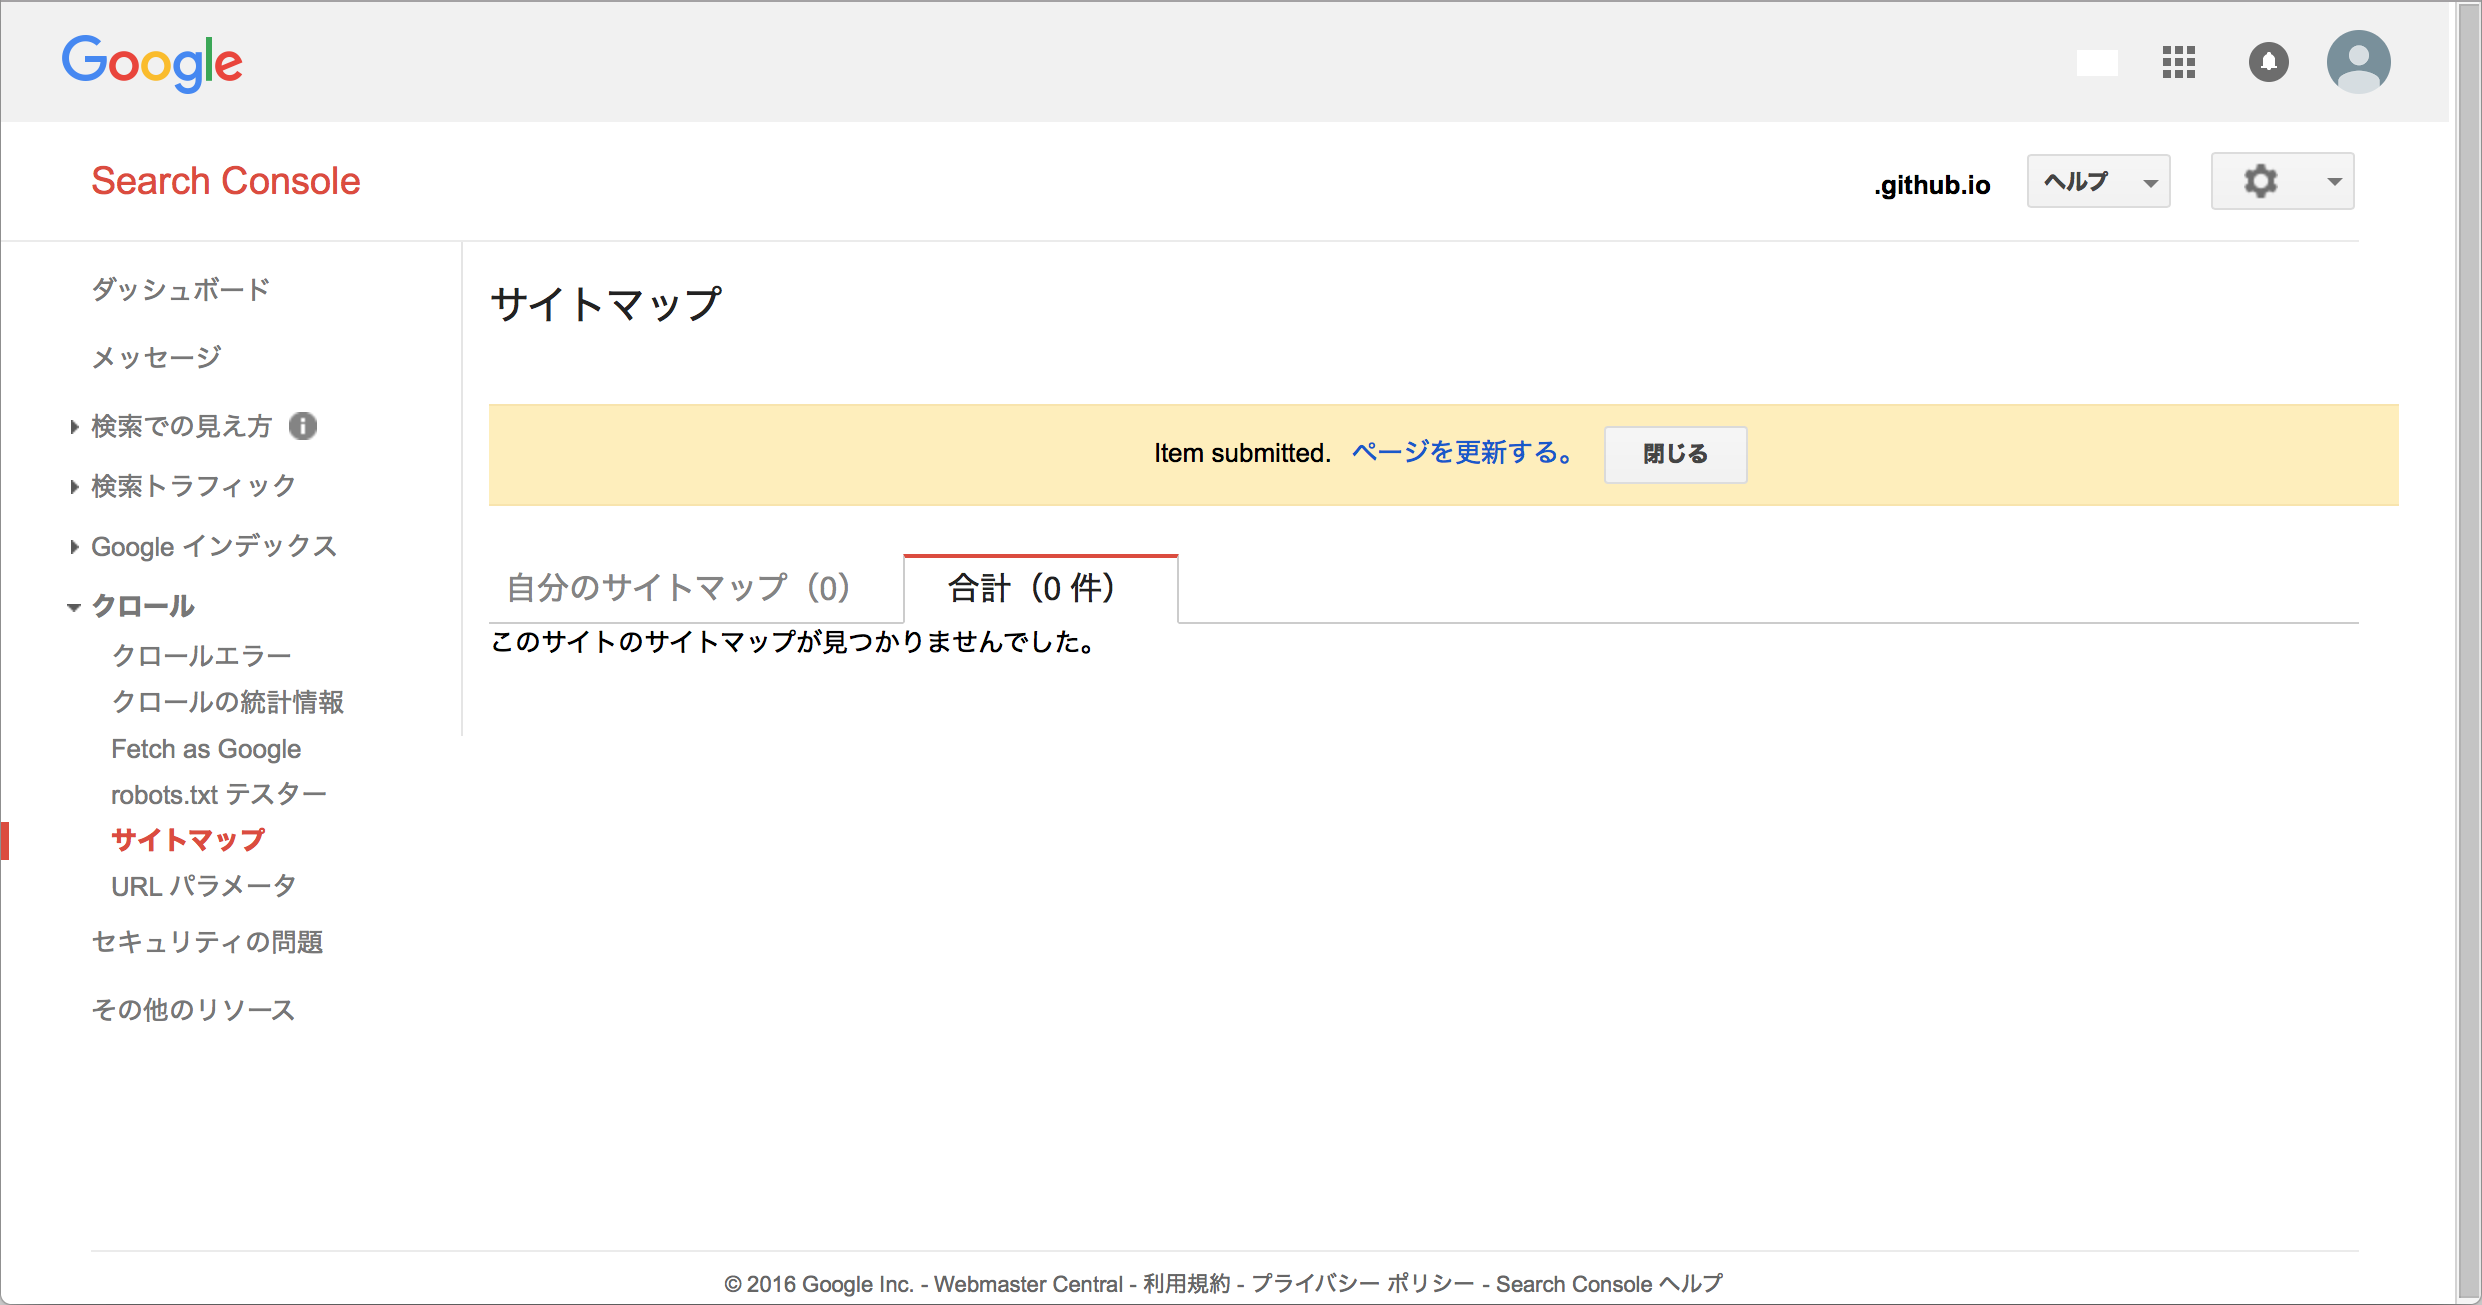 Google
Search Console
.github.io
ヘルプ
ダッシュボード
メッセージ
検索での見え方
検索トラフィック
Google インデックス
クロール
クロールエラー
クロールの統計情報
Fetch as Google
robots.txt テスター
サイトマップ
URL パラメータ
セキュリティの問題
その他のリソース
サイトマップ
Item submitted. ページを更新する。 閉じる
自分のサイトマップ（0） 合計（0 件）
このサイトのサイトマップが見つかりませんでした。
© 2016 Google Inc. - Webmaster Central - 利用規約 - プライバシー ポリシー - Search Console ヘルプ